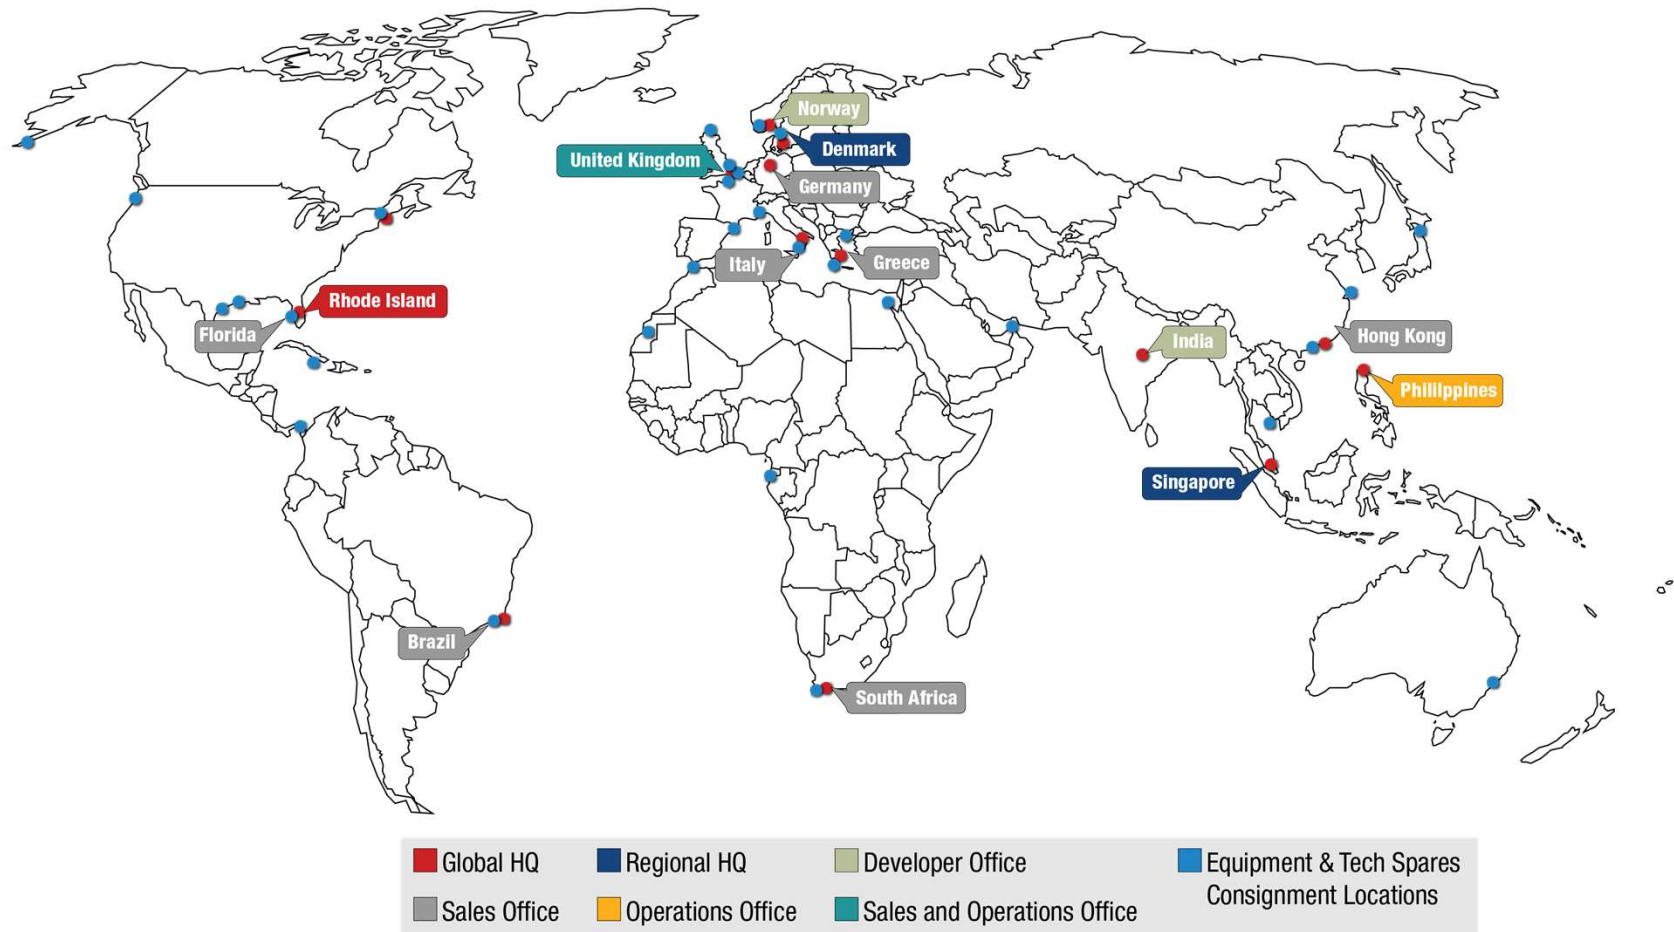 Norway
Denmark
United Kingdom
Germany
Italy
Greece
Rhode Island
Florida
Hong Kong
India
Phililppines
Singapore
Brazil
South Africa
Global HQ
Regional HQ
Developer Office
Equipment & Tech Spares
Consignment Locations
Sales Office
Operations Office
Sales and Operations Office